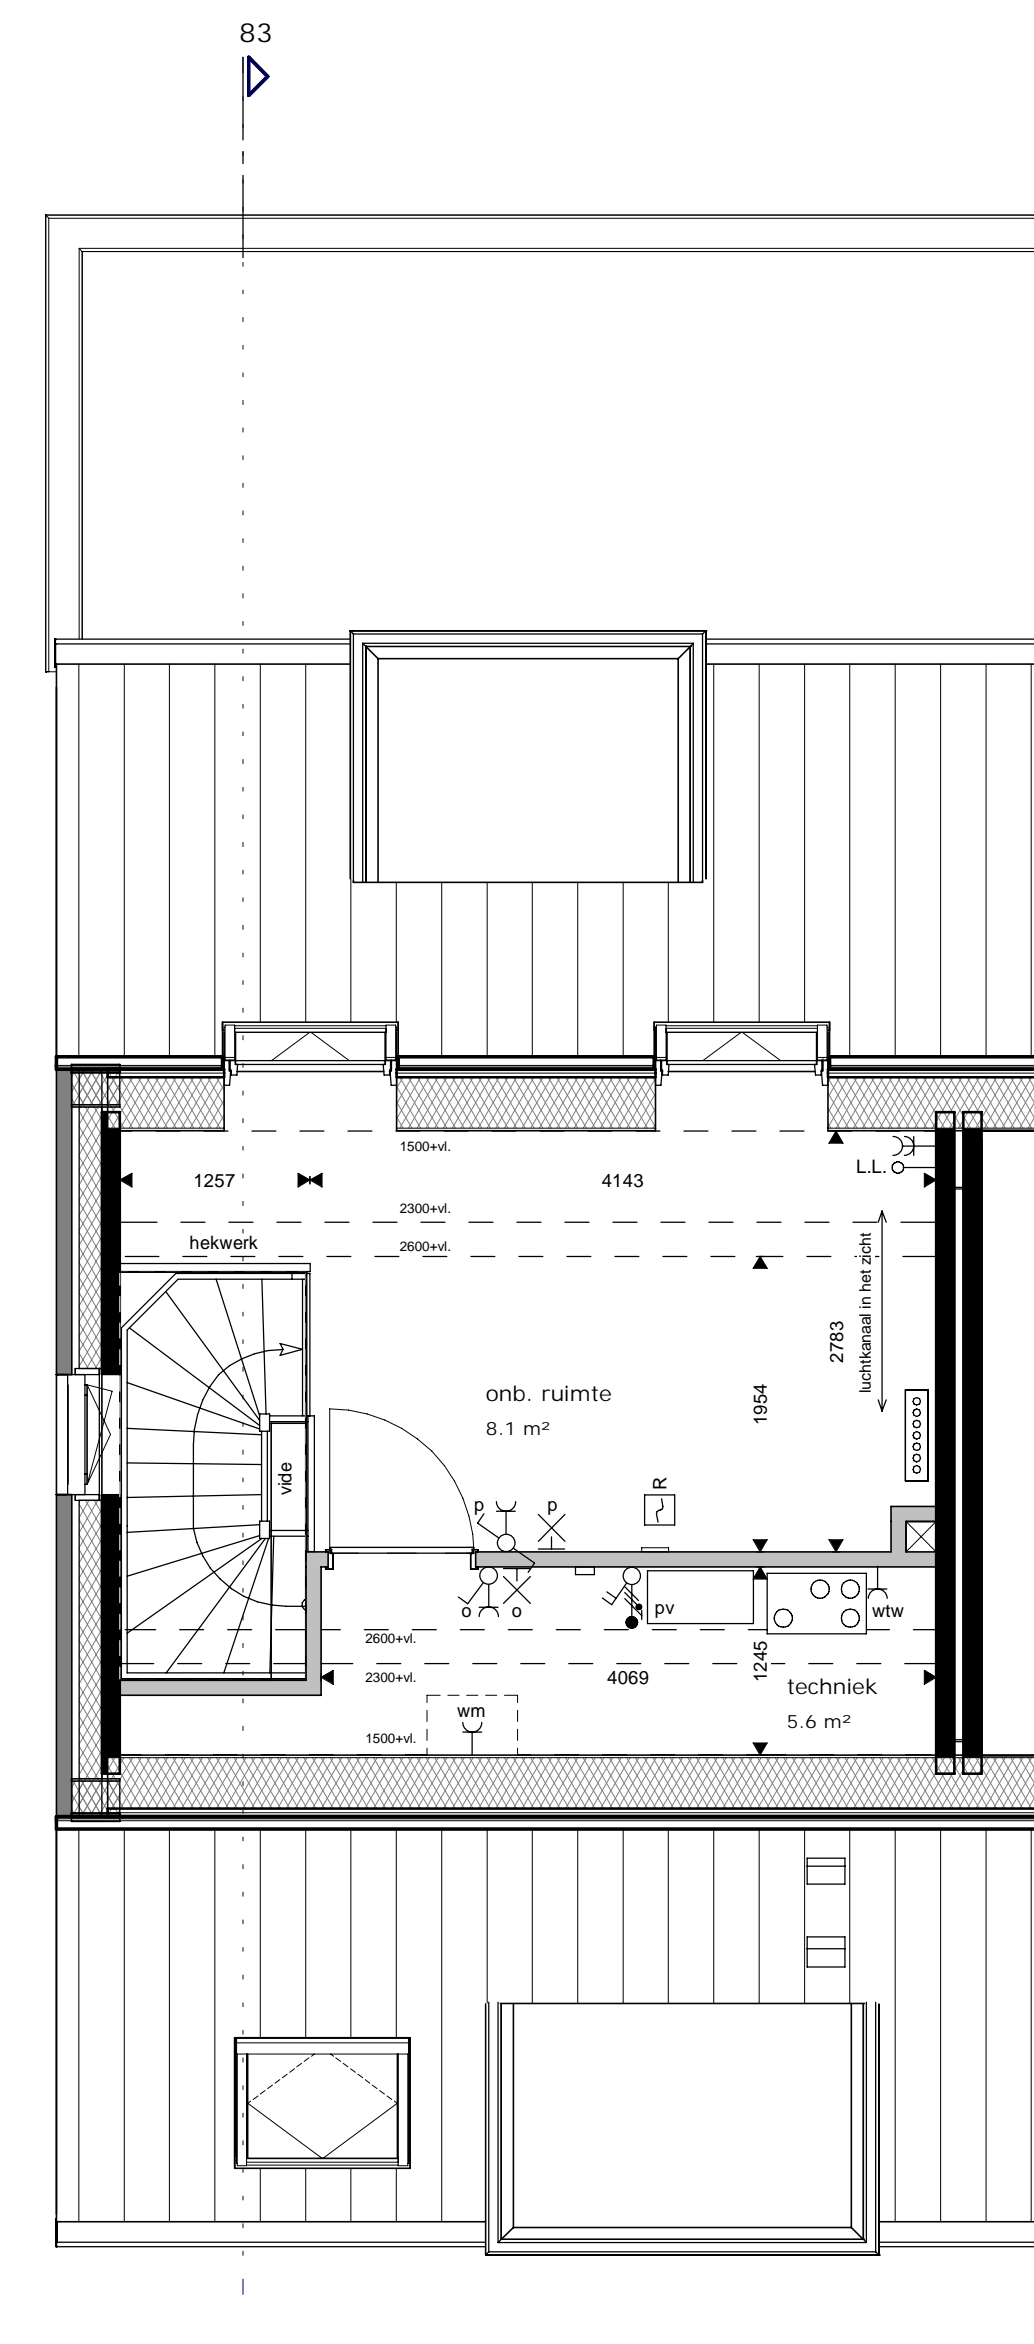 83
1500+vl.
L.L.
1257
4143
2300+vl.
hekwerk
2600+vl.
luchtkanaal in het zicht
2783
1954
onb. ruimte
8.1 m²
vide
R
p
p
o
o
pv
wtw
2600+vl.
1245
2300+vl.
4069
techniek
5.6 m²
wm
1500+vl.